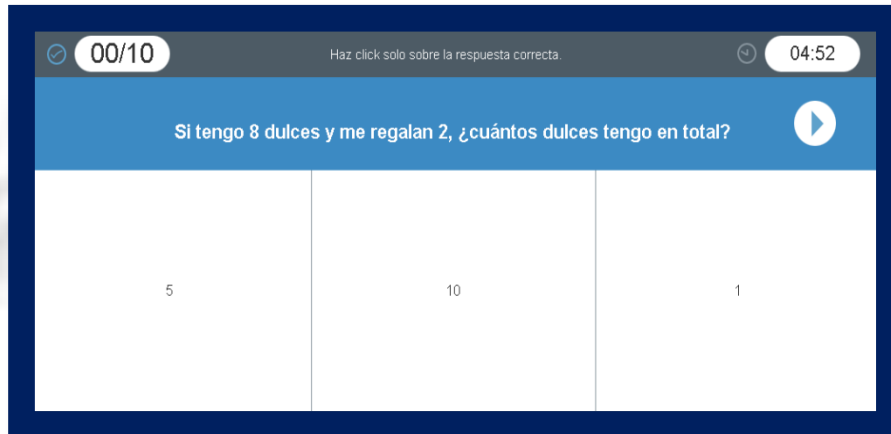 00/10
Haz click solo sobre la respuesta correcta.
04:52
Si tengo 8 dulces y me regalan 2, ¿cuántos dulces tengo en total?
5
10
1